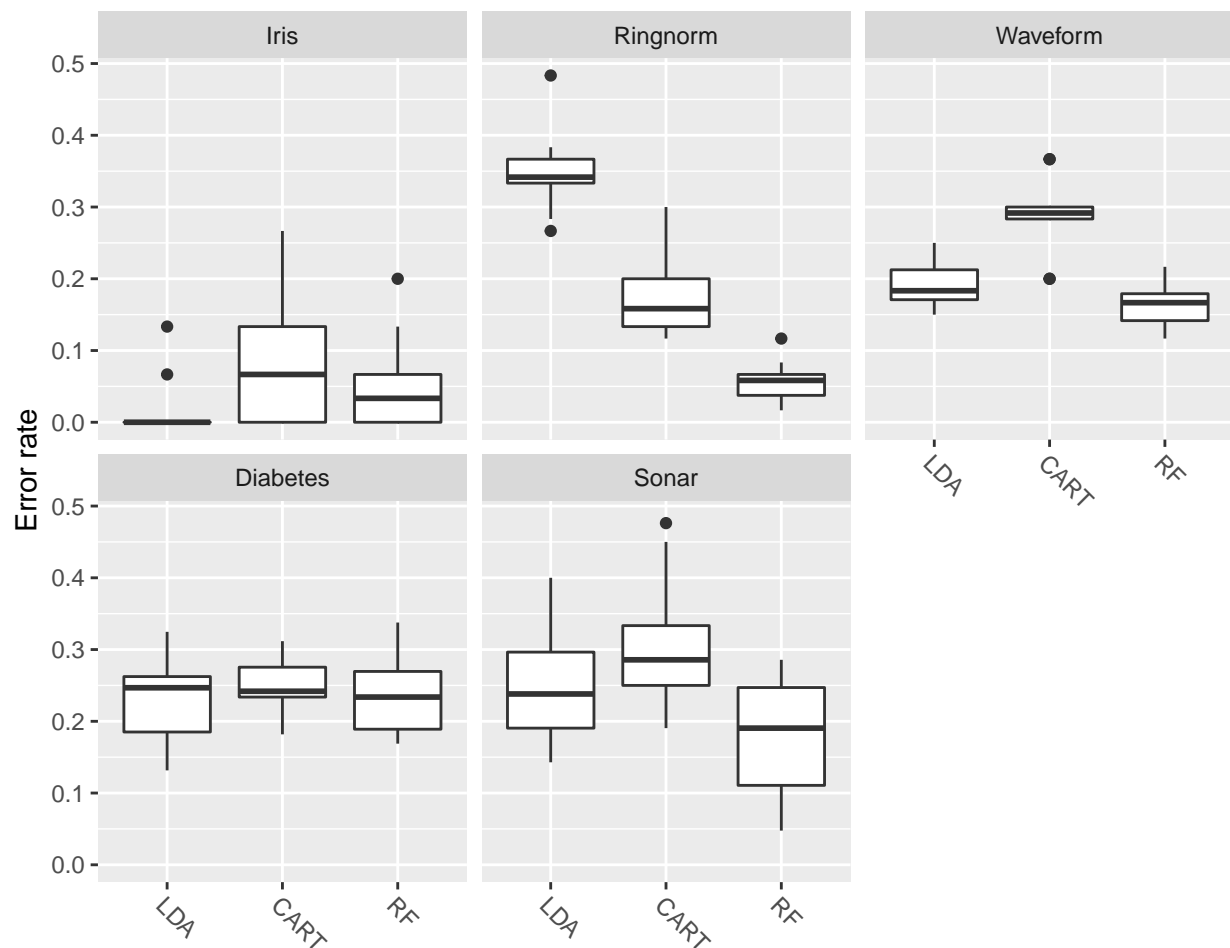 Iris
Ringnorm
Waveform
0.5
0.4
0.3
0.2
0.1
0.0
LDA
CART
RF
Diabetes
Sonar
0.5
0.4
0.3
0.2
0.1
0.0
LDA
CART
RF
LDA
CART
RF
Error rate